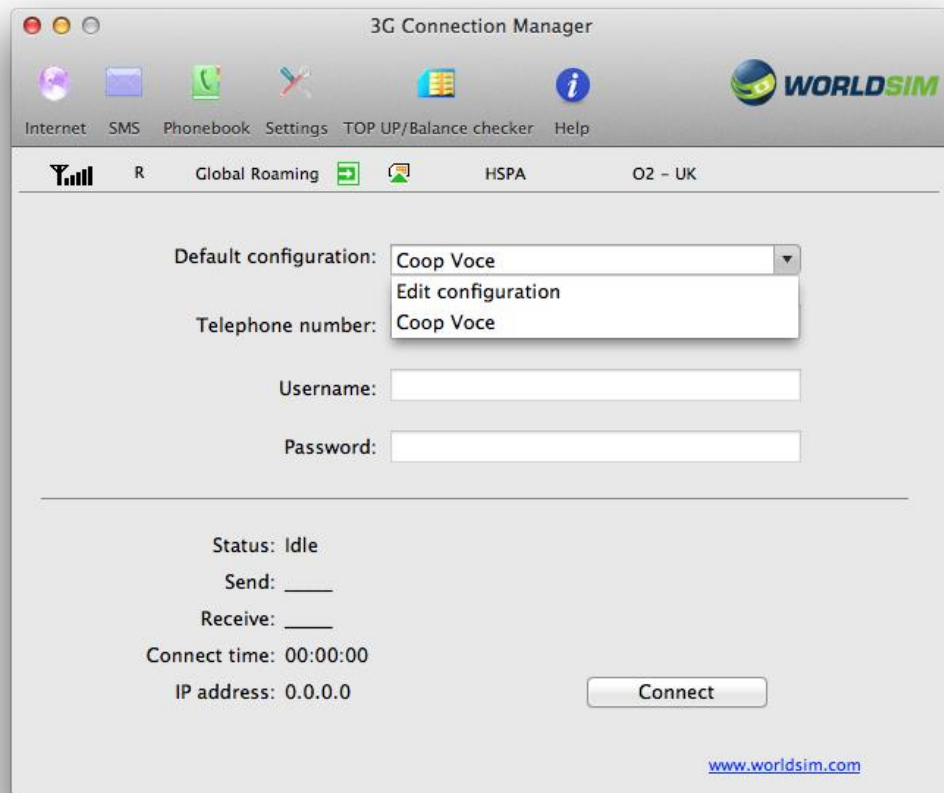 3G Connection Manager
WORLDSIM
Internet SMS Phonebook Settings TOP UP/Balance checker Help
R Global Roaming HSPA O2 - UK
Default configuration: Coop Voce
Edit configuration
Telephone number: Coop Voce
Username:
Password:
Status: Idle
Send: _____
Receive: _____
Connect time: 00:00:00
IP address: 0.0.0.0
Connect
www.worldsim.com